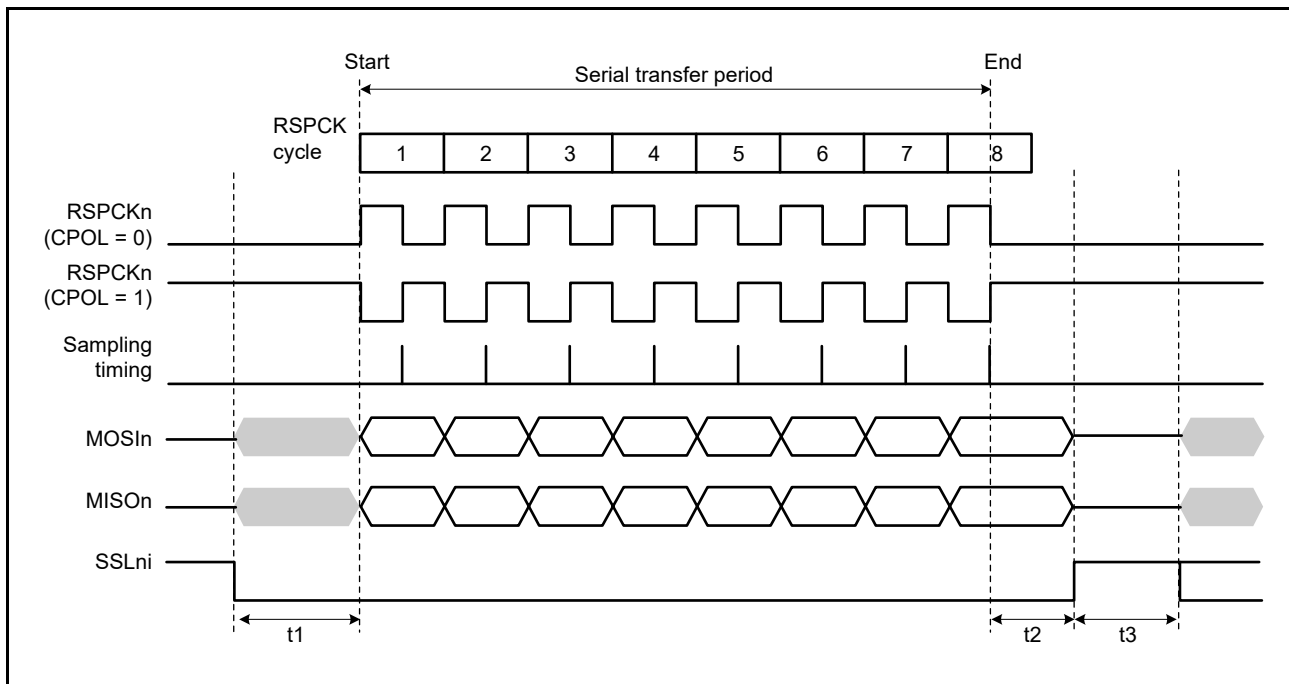 Start
End
Serial transfer period
RSPCK
cycle
1 2 3 4 5 6 7 8
RSPCKn
(CPOL = 0)
RSPCKn
(CPOL = 1)
Sampling
timing
MOSIn
MISOn
SSLni
t1
t2
t3